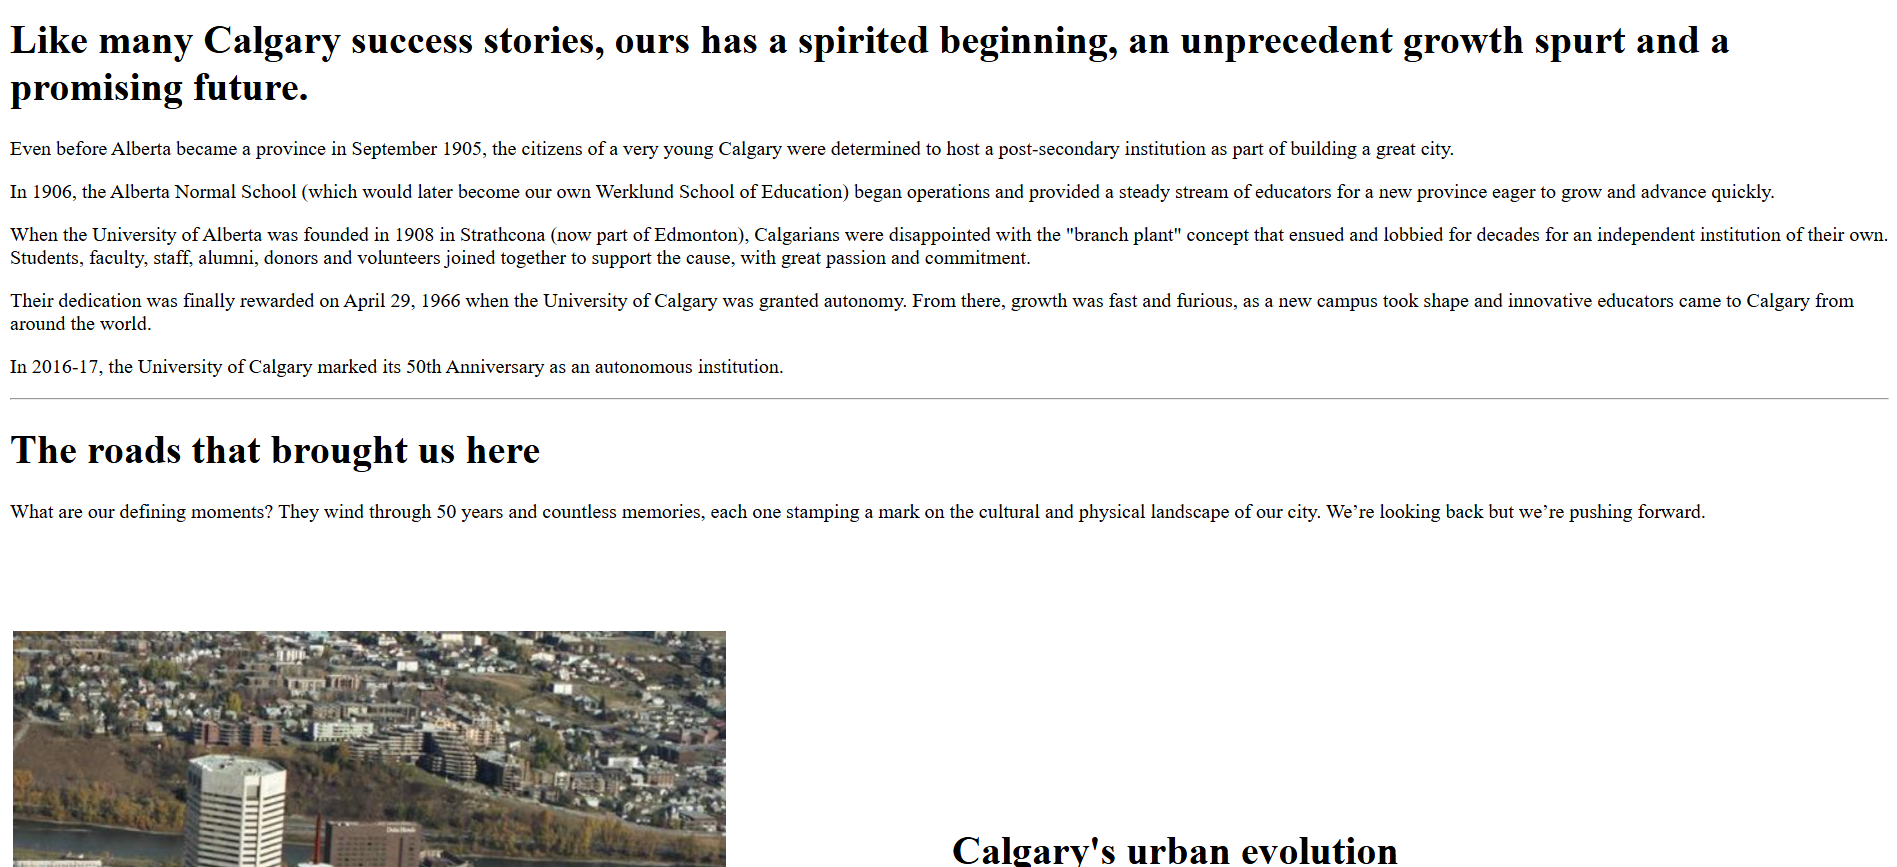 Like many Calgary success stories, ours has a spirited beginning, an unprecedent growth spurt and a
promising future.
Even before Alberta became a province in September 1905, the citizens of a very young Calgary were determined to host a post-secondary institution as part of building a great city.
In 1906, the Alberta Normal School (which would later become our own Werklund School of Education) began operations and provided a steady stream of educators for a new province eager to grow and advance quickly.
When the University of Alberta was founded in 1908 in Strathcona (now part of Edmonton), Calgarians were disappointed with the "branch plant" concept that ensued and lobbied for decades for an independent institution of their own.
Students, faculty, staff, alumni, donors and volunteers joined together to support the cause, with great passion and commitment.
Their dedication was finally rewarded on April 29, 1966 when the University of Calgary was granted autonomy. From there, growth was fast and furious, as a new campus took shape and innovative educators came to Calgary from
around the world.
In 2016-17, the University of Calgary marked its 50th Anniversary as an autonomous institution.
The roads that brought us here
What are our defining moments? They wind through 50 years and countless memories, each one stamping a mark on the cultural and physical landscape of our city. We’re looking back but we’re pushing forward.
Calgary's urban evolution